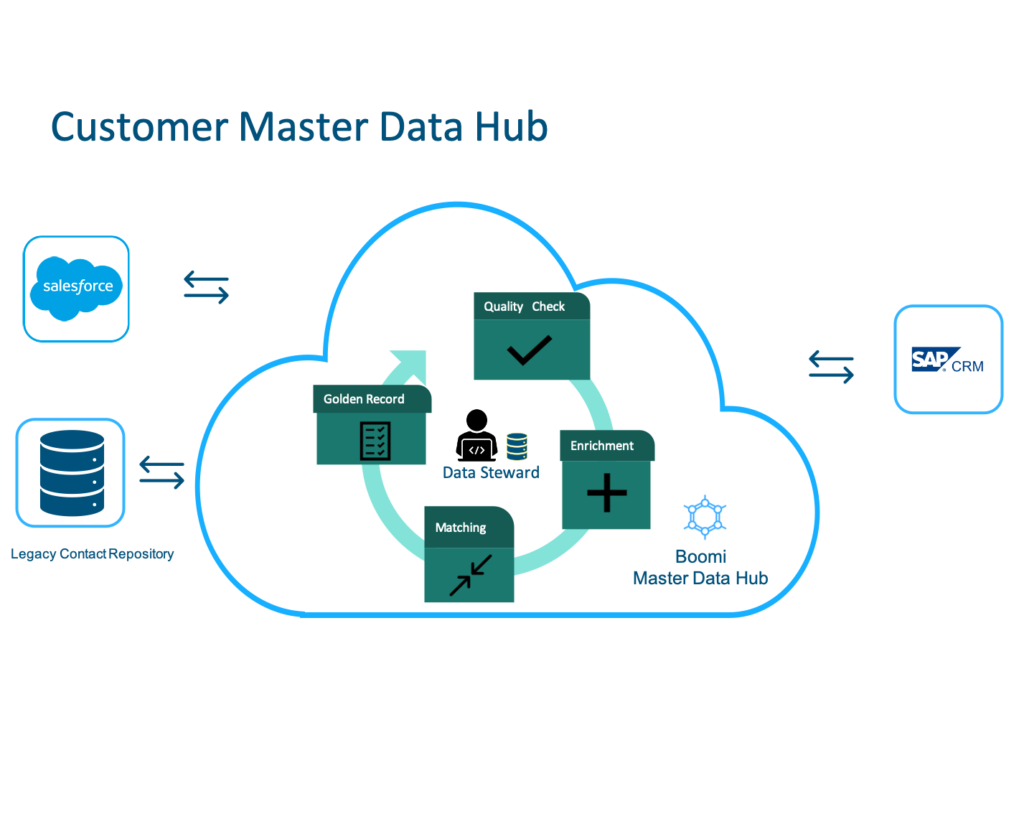 Customer Master Data Hub
salesforce
Quality Check
SAP CRM
Golden Record
Enrichment
</>
Data Steward
Matching
Legacy Contact Repository
Boomi
Master Data Hub